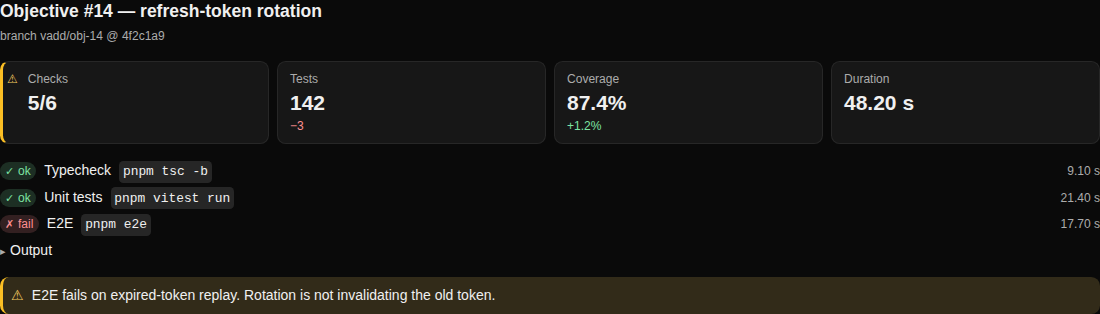 Objective #14 — refresh-token rotation
branch vadd/obj-14 @ 4f2c1a9
⚠ Checks
5/6
Tests
142
−3
Coverage
87.4%
+1.2%
Duration
48.20 s
✓ ok Typecheck pnpm tsc -b 9.10 s
✓ ok Unit tests pnpm vitest run 21.40 s
✗ fail E2E pnpm e2e 17.70 s
▸ Output
⚠ E2E fails on expired-token replay. Rotation is not invalidating the old token.